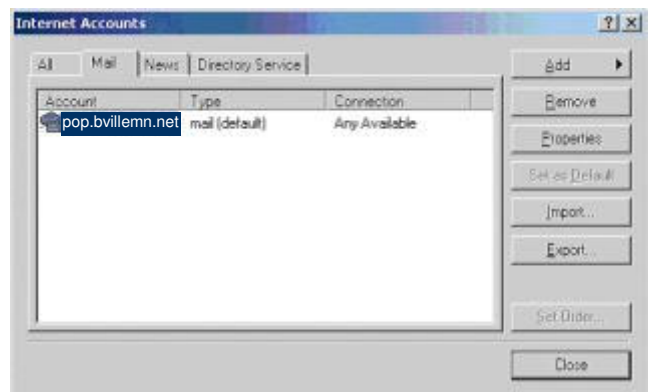 Internet Accounts
All Mail News Directory Service
Add
Account Type Connection
Remove
pop.bvillemn.net mail (default) Any Available
Properties
Set as Default
Import...
Export...
Set Order...
Close